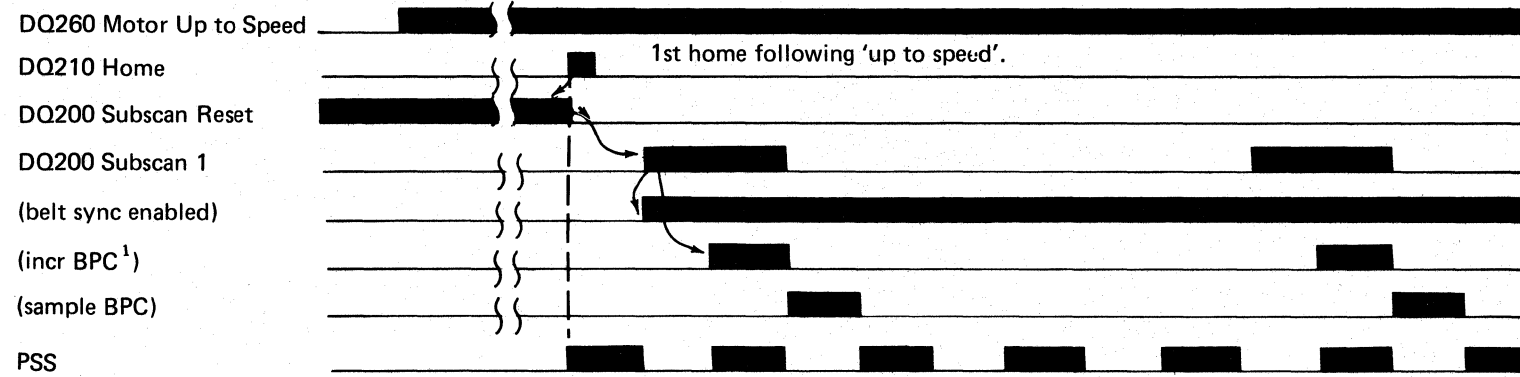 DQ260 Motor Up to Speed
DQ210 Home
1st home following 'up to speed'.
DQ200 Subscan Reset
DQ200 Subscan 1
(belt sync enabled)
(incr BPC¹)
(sample BPC)
PSS